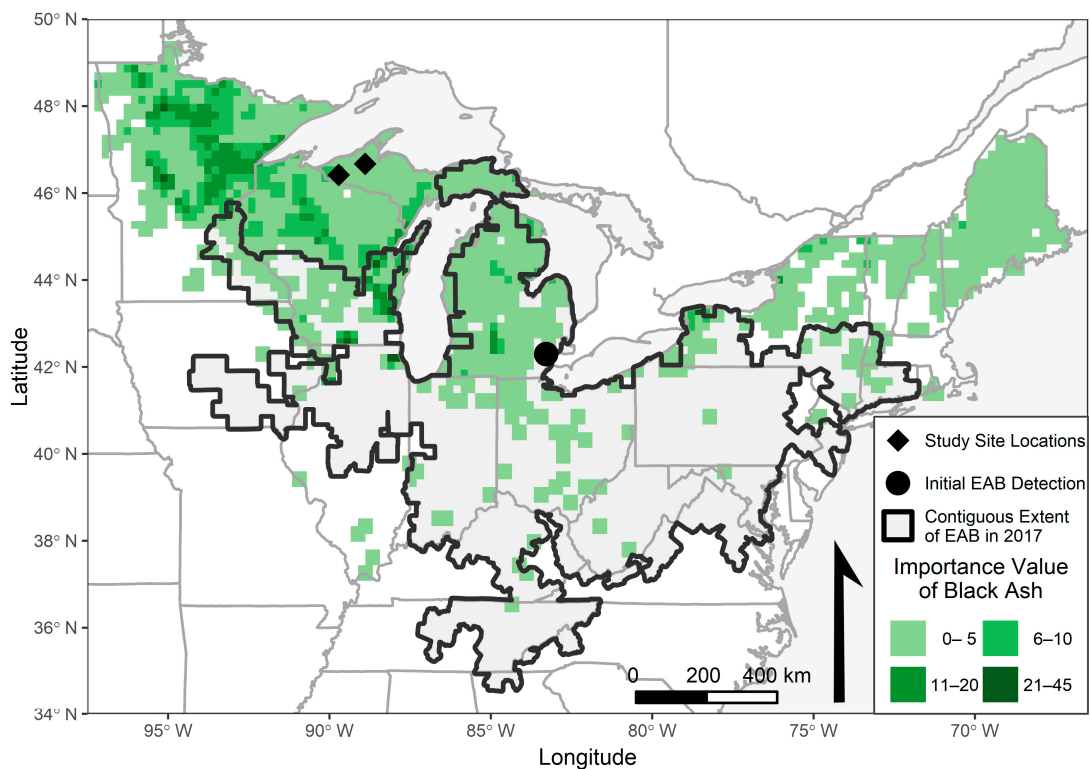 50° N
48° N
46° N
44° N
42° N
40° N
38° N
36° N
34° N
Latitude
95° W
90° W
85° W
80° W
75° W
70° W
Longitude
0 200 400 km
Study Site Locations
Initial EAB Detection
Contiguous Extent
of EAB in 2017
Importance Value
of Black Ash
0– 5
6–10
11–20
21–45